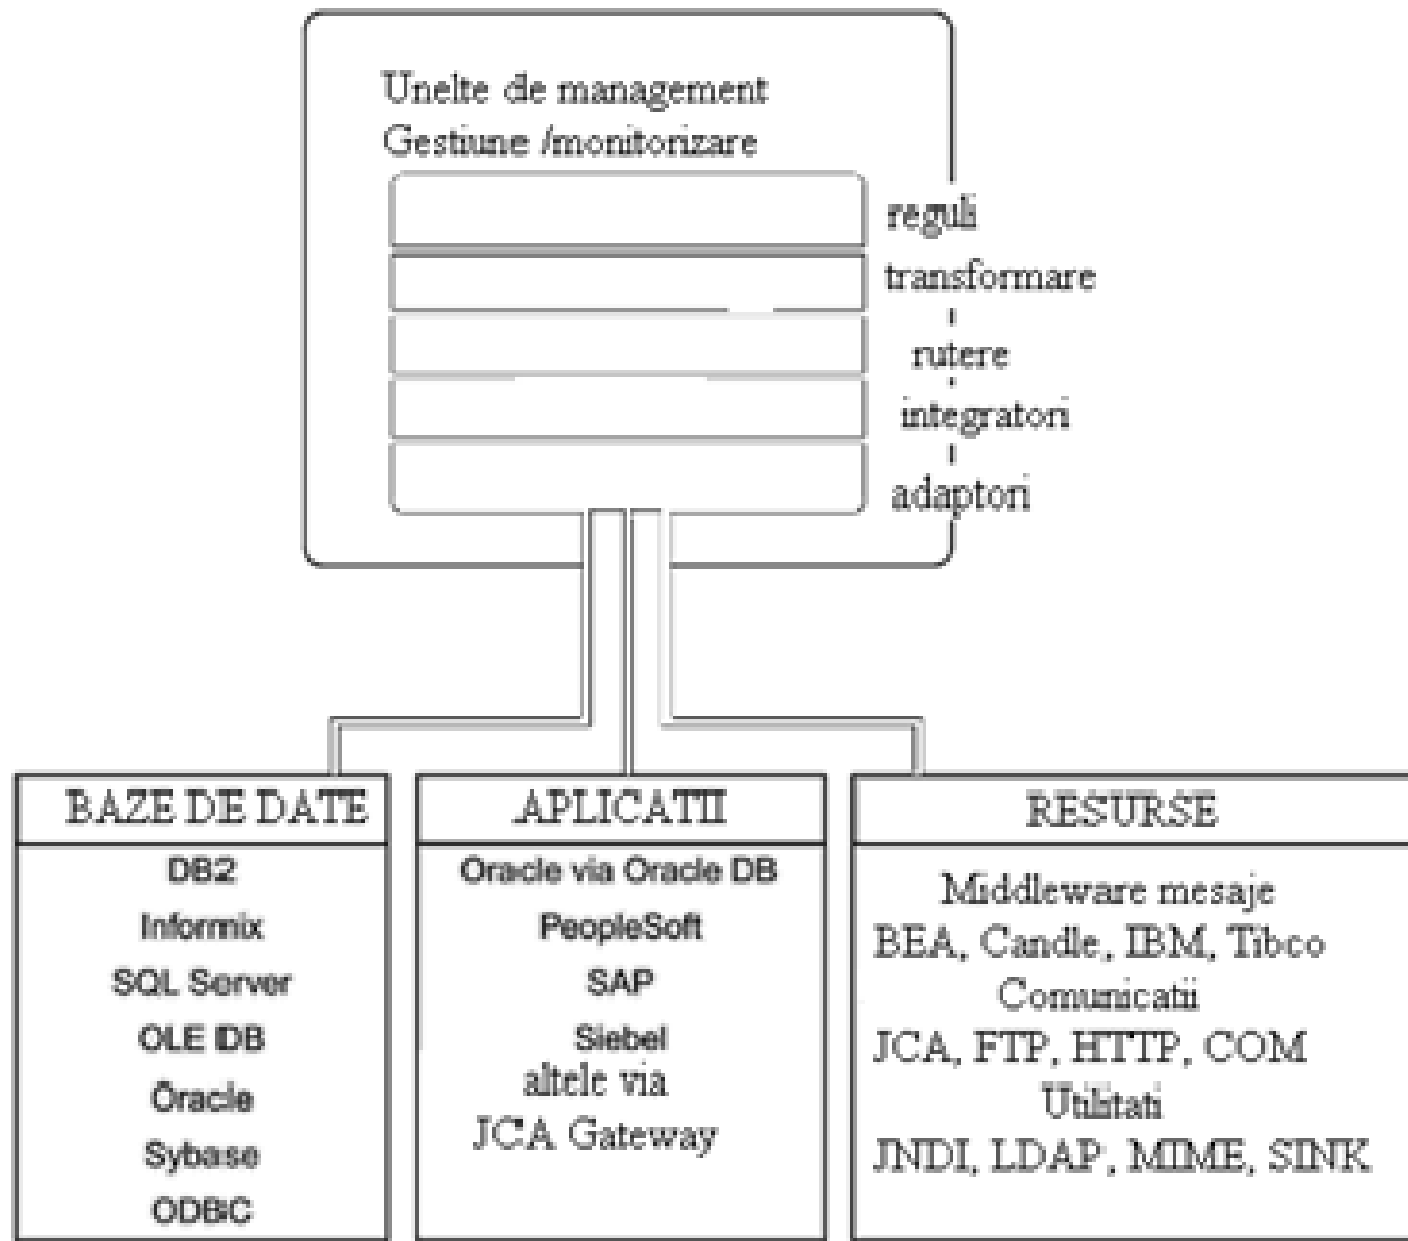 Unelte de management
Gestiune /monitorizare
reguli
transformare
rutere
integratori
adaptori
BAZE DE DATE
DB2
Informix
SQL Server
OLE DB
Oracle
Sybase
ODBC
APLICATII
Oracle via Oracle DB
PeopleSoft
SAP
Siebel
altele via
JCA Gateway
RESURSE
Middleware mesaje
BEA, Candle, IBM, Tibco
Comunicatii
JCA, FTP, HTTP, COM
Utilitati
JNDI, LDAP, MIME, SINK